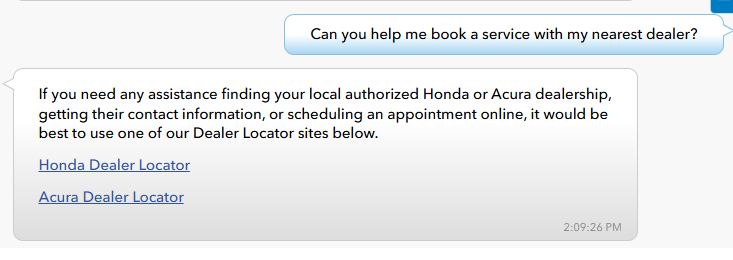 Can you help me book a service with my nearest dealer?
If you need any assistance finding your local authorized Honda or Acura dealership,
getting their contact information, or scheduling an appointment online, it would be
best to use one of our Dealer Locator sites below.
Honda Dealer Locator
Acura Dealer Locator
2:09:26 PM